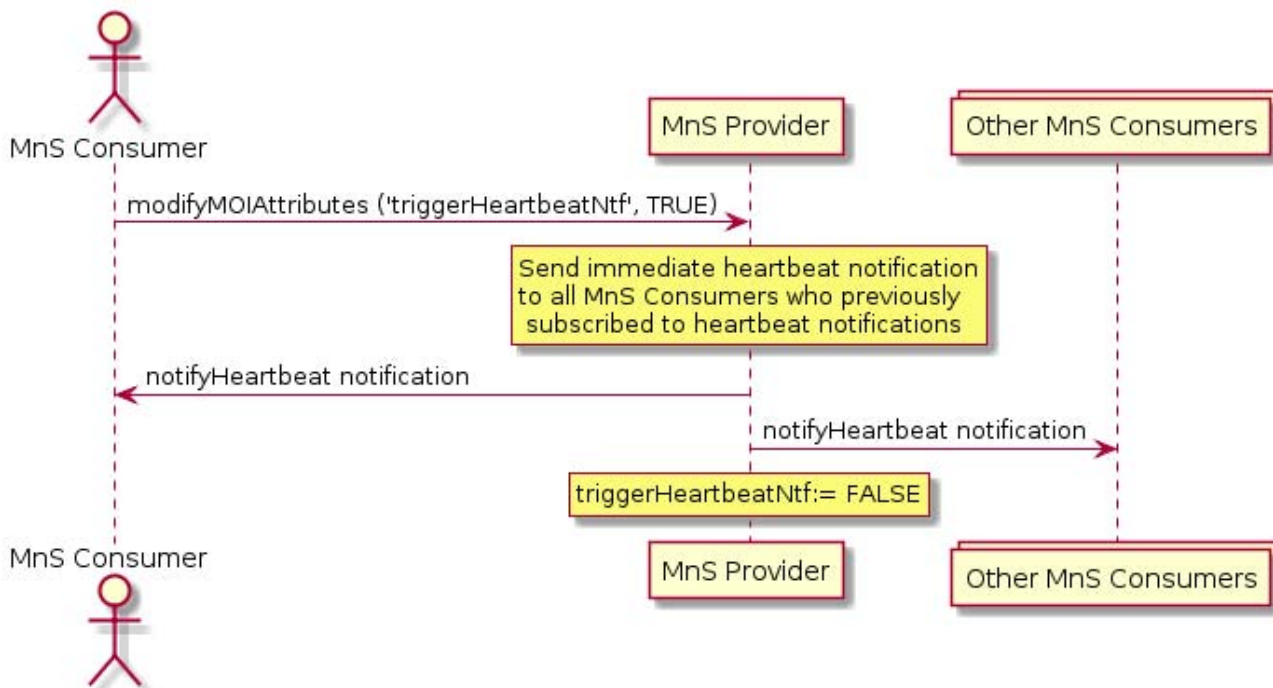 MnS Consumer
MnS Provider
Other MnS Consumers
modifyMOIAttributes ('triggerHeartbeatNtf', TRUE)
Send immediate heartbeat notification
to all MnS Consumers who previously
subscribed to heartbeat notifications
notifyHeartbeat notification
notifyHeartbeat notification
triggerHeartbeatNtf:= FALSE
MnS Consumer
MnS Provider
Other MnS Consumers